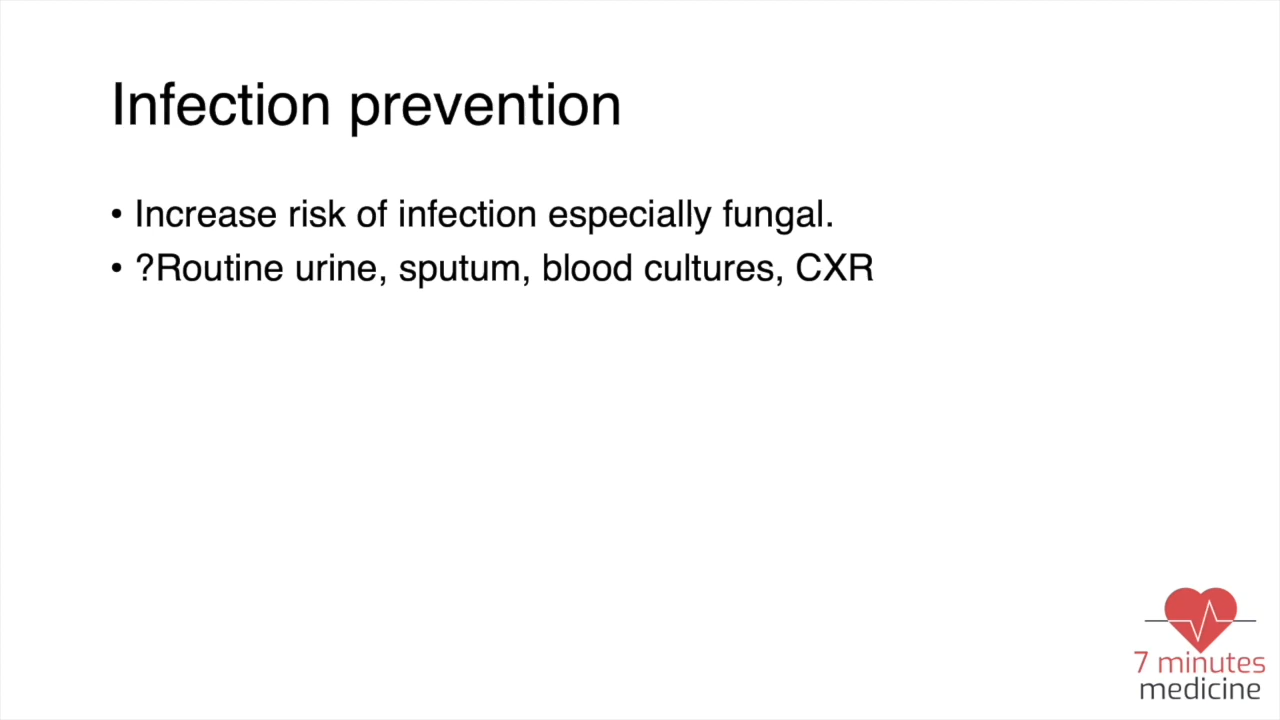 Infection prevention
• Increase risk of infection especially fungal.
• ?Routine urine, sputum, blood cultures, CXR
7 minutes
medicine